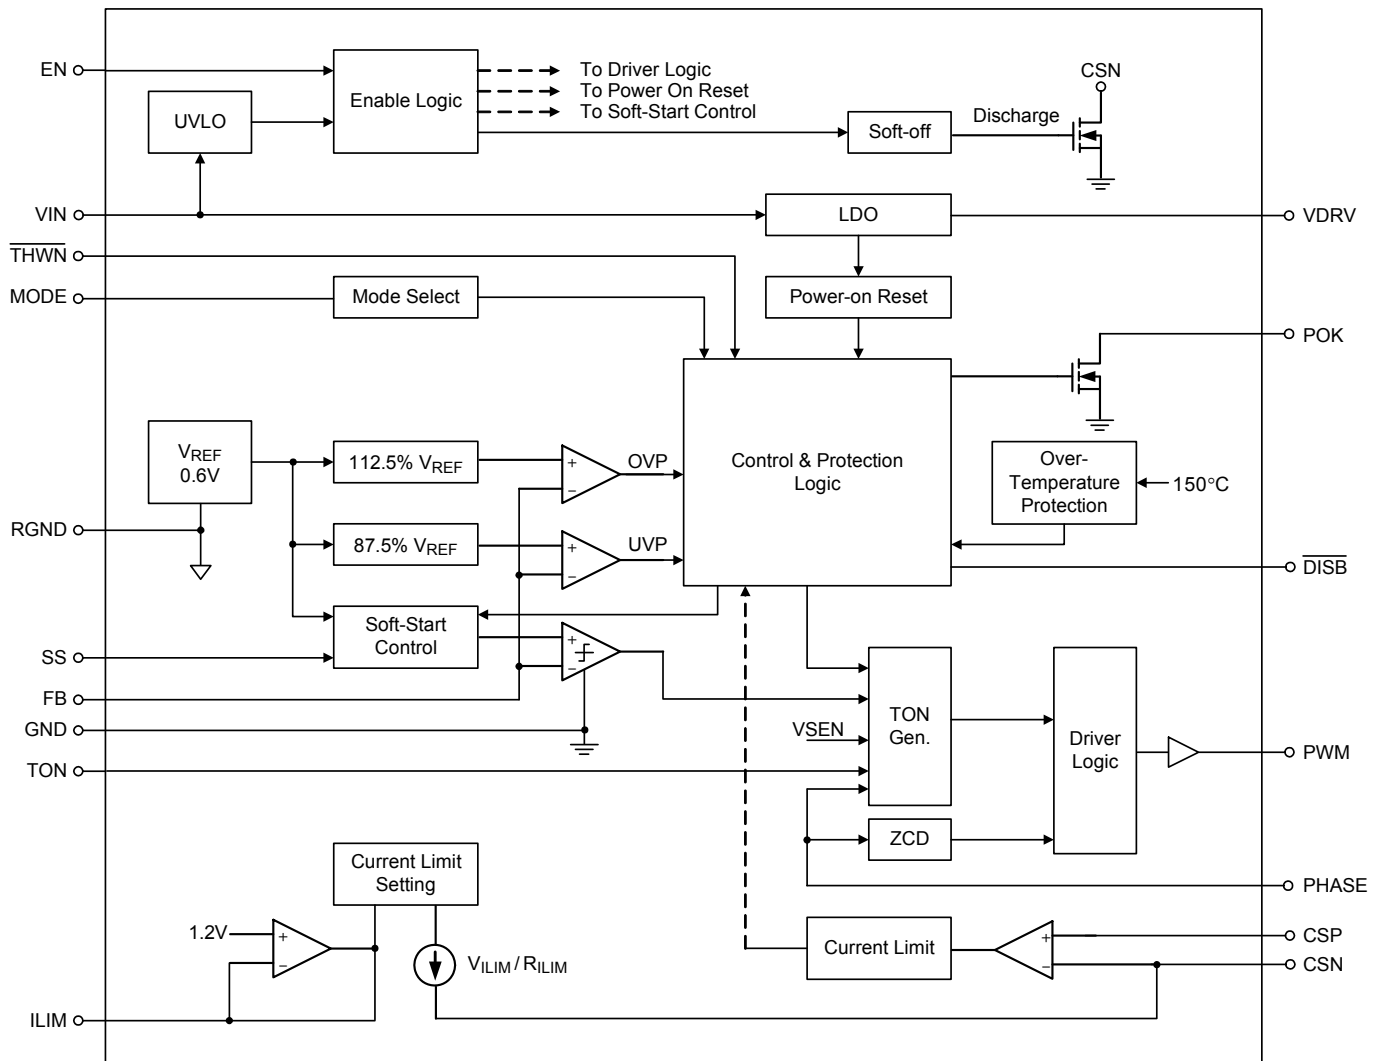 EN
UVLO
Enable Logic
To Driver Logic
To Power On Reset
To Soft-Start Control
Soft-off
Discharge
CSN
VIN
LDO
VDRV
THWN
MODE
Mode Select
Power-on Reset
POK
VREF
0.6V
112.5% VREF
+
−
OVP
Control & Protection
Logic
Over-
Temperature
Protection
150°C
RGND
87.5% VREF
+
−
UVP
DISB
Soft-Start
Control
+
−
SS
FB
GND
TON
VSEN
TON
Gen.
Driver
Logic
PWM
ZCD
PHASE
Current Limit
Setting
1.2V
+
−
VILIM / RILIM
Current Limit
+
−
CSP
CSN
ILIM